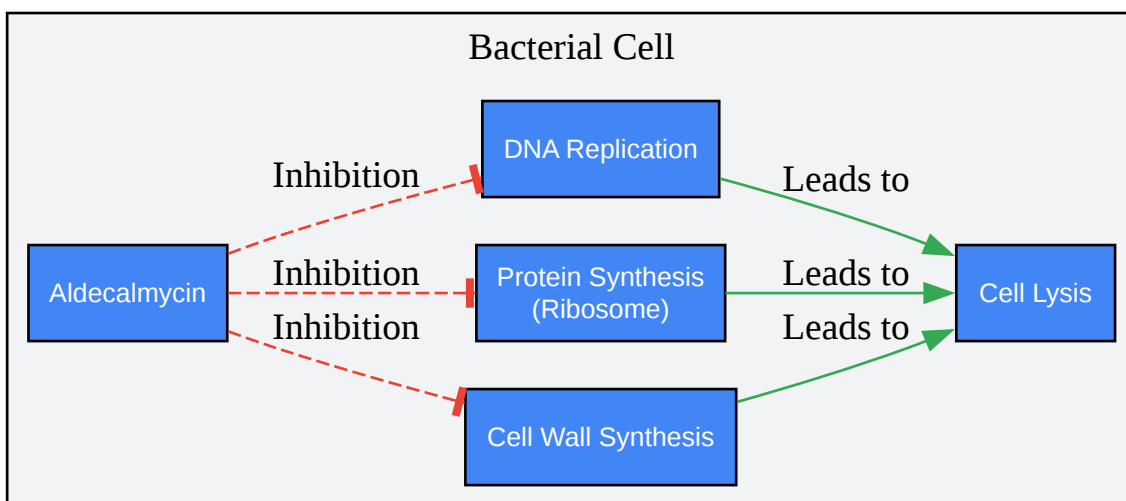 Bacterial Cell
DNA Replication
Inhibition
Leads to
Aldecalmycin
Inhibition
Protein Synthesis
(Ribosome)
Leads to
Cell Lysis
Inhibition
Leads to
Cell Wall Synthesis